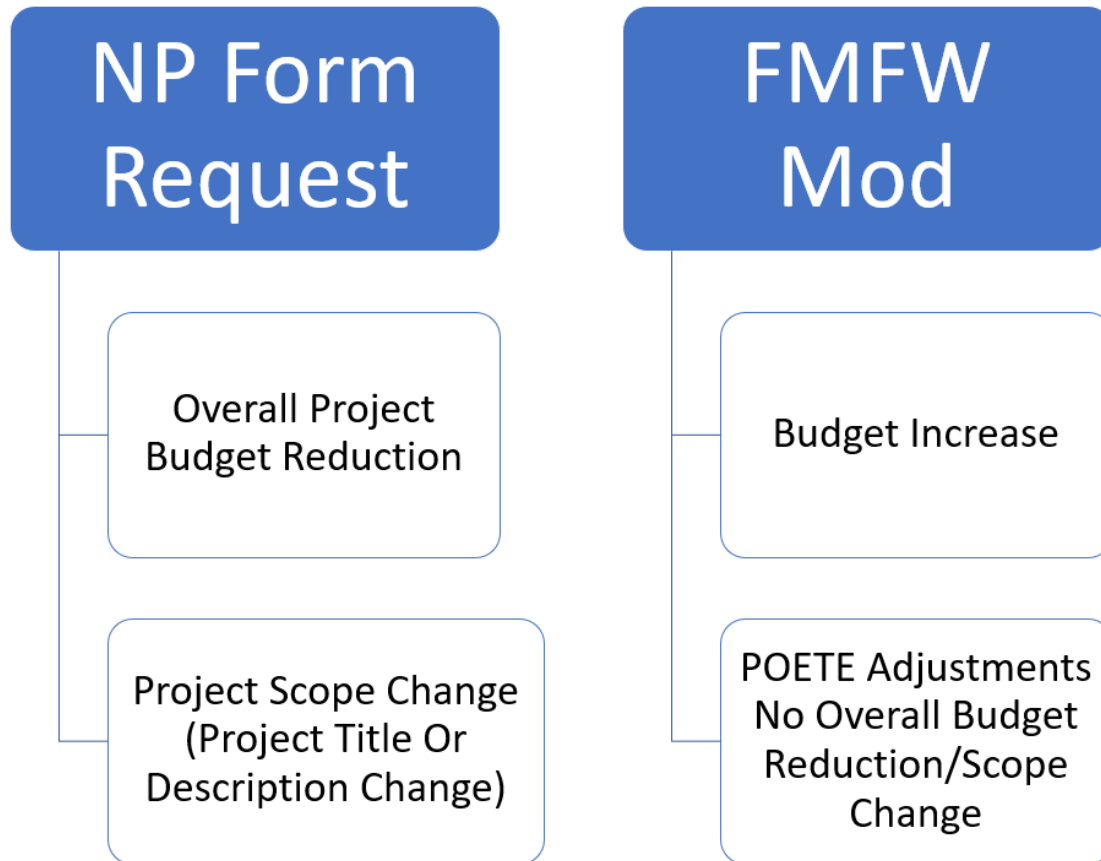 NP Form
Request
Overall Project
Budget Reduction
Project Scope Change
(Project Title Or
Description Change)
FMFW
Mod
Budget Increase
POETE Adjustments
No Overall Budget
Reduction/Scope
Change